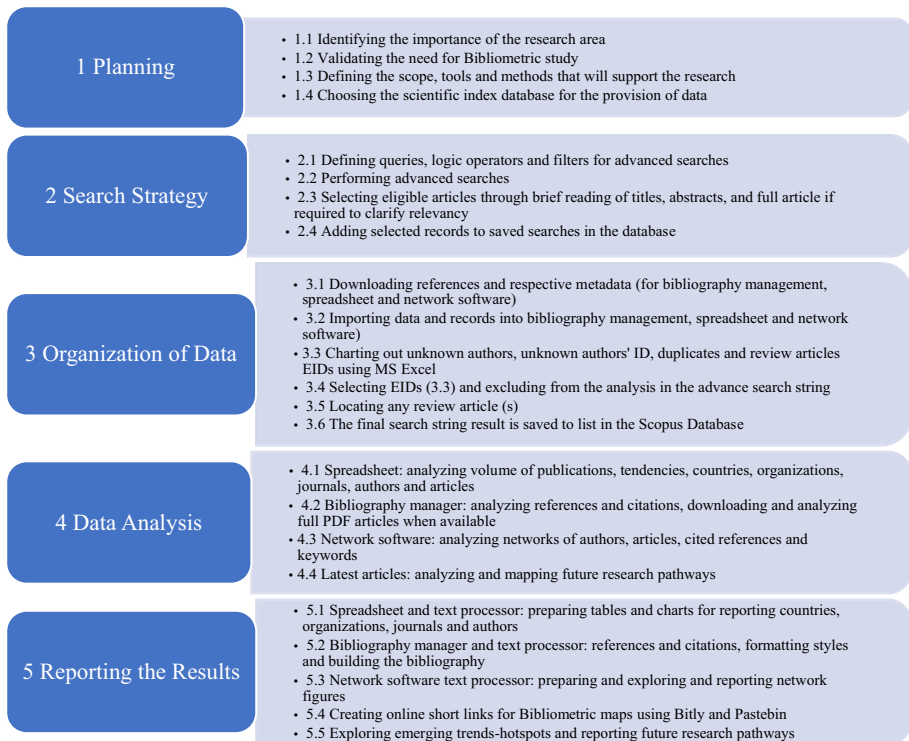 1 Planning
• 1.1 Identifying the importance of the research area
• 1.2 Validating the need for Bibliometric study
• 1.3 Defining the scope, tools and methods that will support the research
• 1.4 Choosing the scientific index database for the provision of data
2 Search Strategy
• 2.1 Defining queries, logic operators and filters for advanced searches
• 2.2 Performing advanced searches
• 2.3 Selecting eligible articles through brief reading of titles, abstracts, and full article if
required to clarify relevancy
• 2.4 Adding selected records to saved searches in the database
3 Organization of Data
• 3.1 Downloading references and respective metadata (for bibliography management,
spreadsheet and network software)
• 3.2 Importing data and records into bibliography management, spreadsheet and network
software)
• 3.3 Charting out unknown authors, unknown authors' ID, duplicates and review articles
EIDs using MS Excel
• 3.4 Selecting EIDs (3.3) and excluding from the analysis in the advance search string
• 3.5 Locating any review article (s)
• 3.6 The final search string result is saved to list in the Scopus Database
4 Data Analysis
• 4.1 Spreadsheet: analyzing volume of publications, tendencies, countries, organizations,
journals, authors and articles
• 4.2 Bibliography manager: analyzing references and citations, downloading and analyzing
full PDF articles when available
• 4.3 Network software: analyzing networks of authors, articles, cited references and
keywords
• 4.4 Latest articles: analyzing and mapping future research pathways
5 Reporting the Results
• 5.1 Spreadsheet and text processor: preparing tables and charts for reporting countries,
organizations, journals and authors
• 5.2 Bibliography manager and text processor: references and citations, formatting styles
and building the bibliography
• 5.3 Network software text processor: preparing and exploring and reporting network
figures
• 5.4 Creating online short links for Bibliometric maps using Bitly and Pastebin
• 5.5 Exploring emerging trends-hotspots and reporting future research pathways